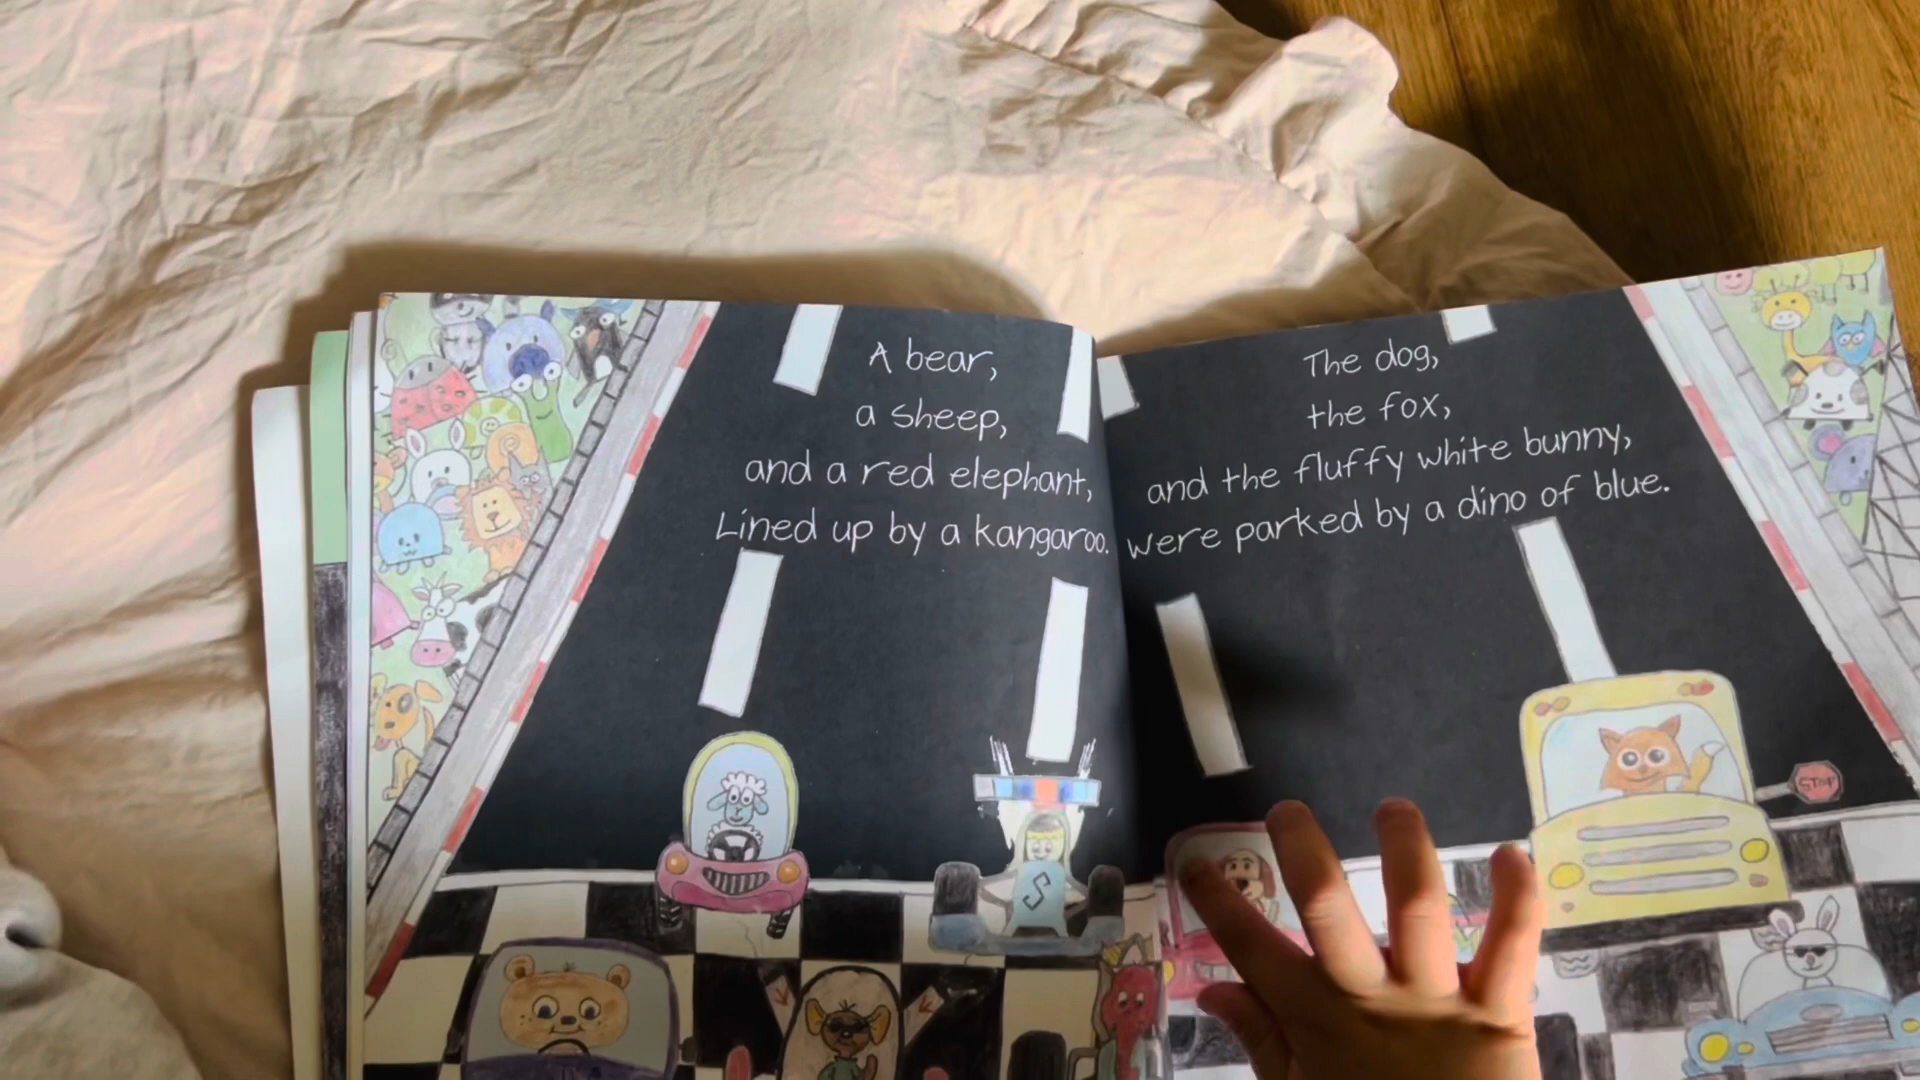 A bear,
a sheep,
and a red elephant,
Lined up by a kangaroo.
The dog,
the fox,
and the fluffy white bunny,
were parked by a dino of blue.
STOP
S